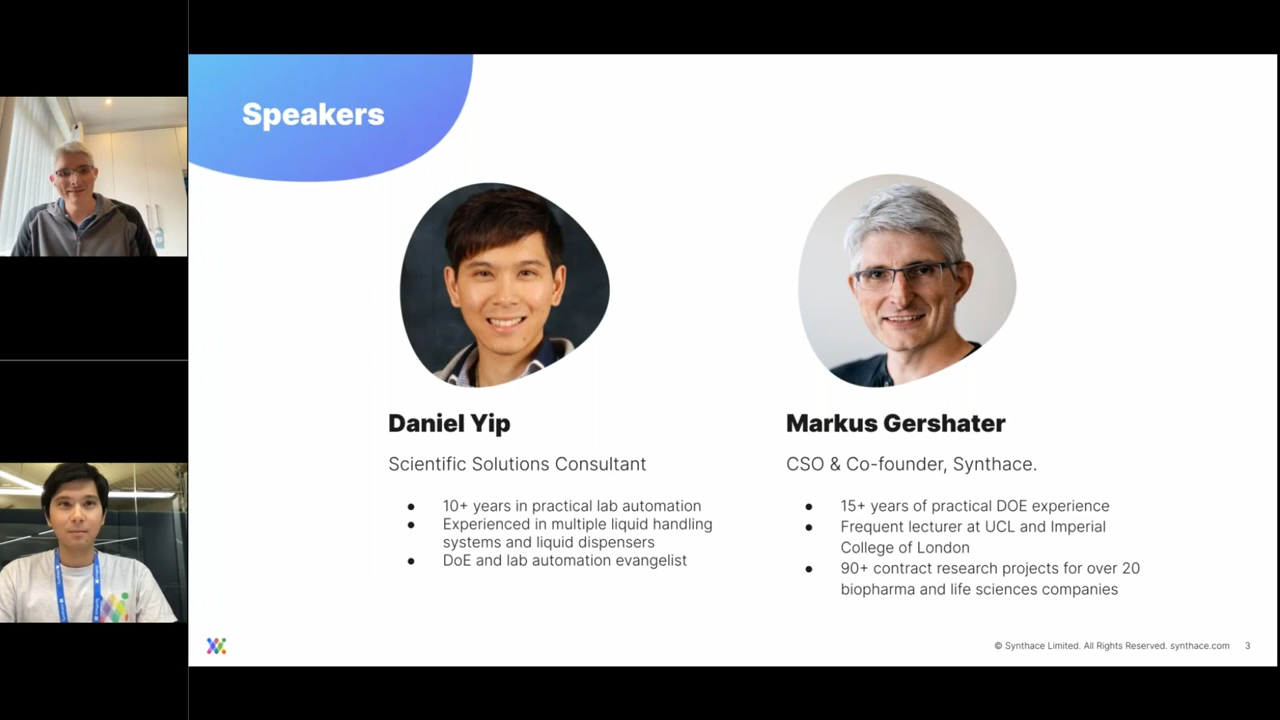 Speakers
Daniel Yip
Scientific Solutions Consultant
● 10+ years in practical lab automation
● Experienced in multiple liquid handling
systems and liquid dispensers
● DoE and lab automation evangelist
Markus Gershater
CSO & Co-founder, Synthace.
● 15+ years of practical DOE experience
● Frequent lecturer at UCL and Imperial
College of London
● 90+ contract research projects for over 20
biopharma and life sciences companies
© Synthace Limited. All Rights Reserved. synthace.com 3